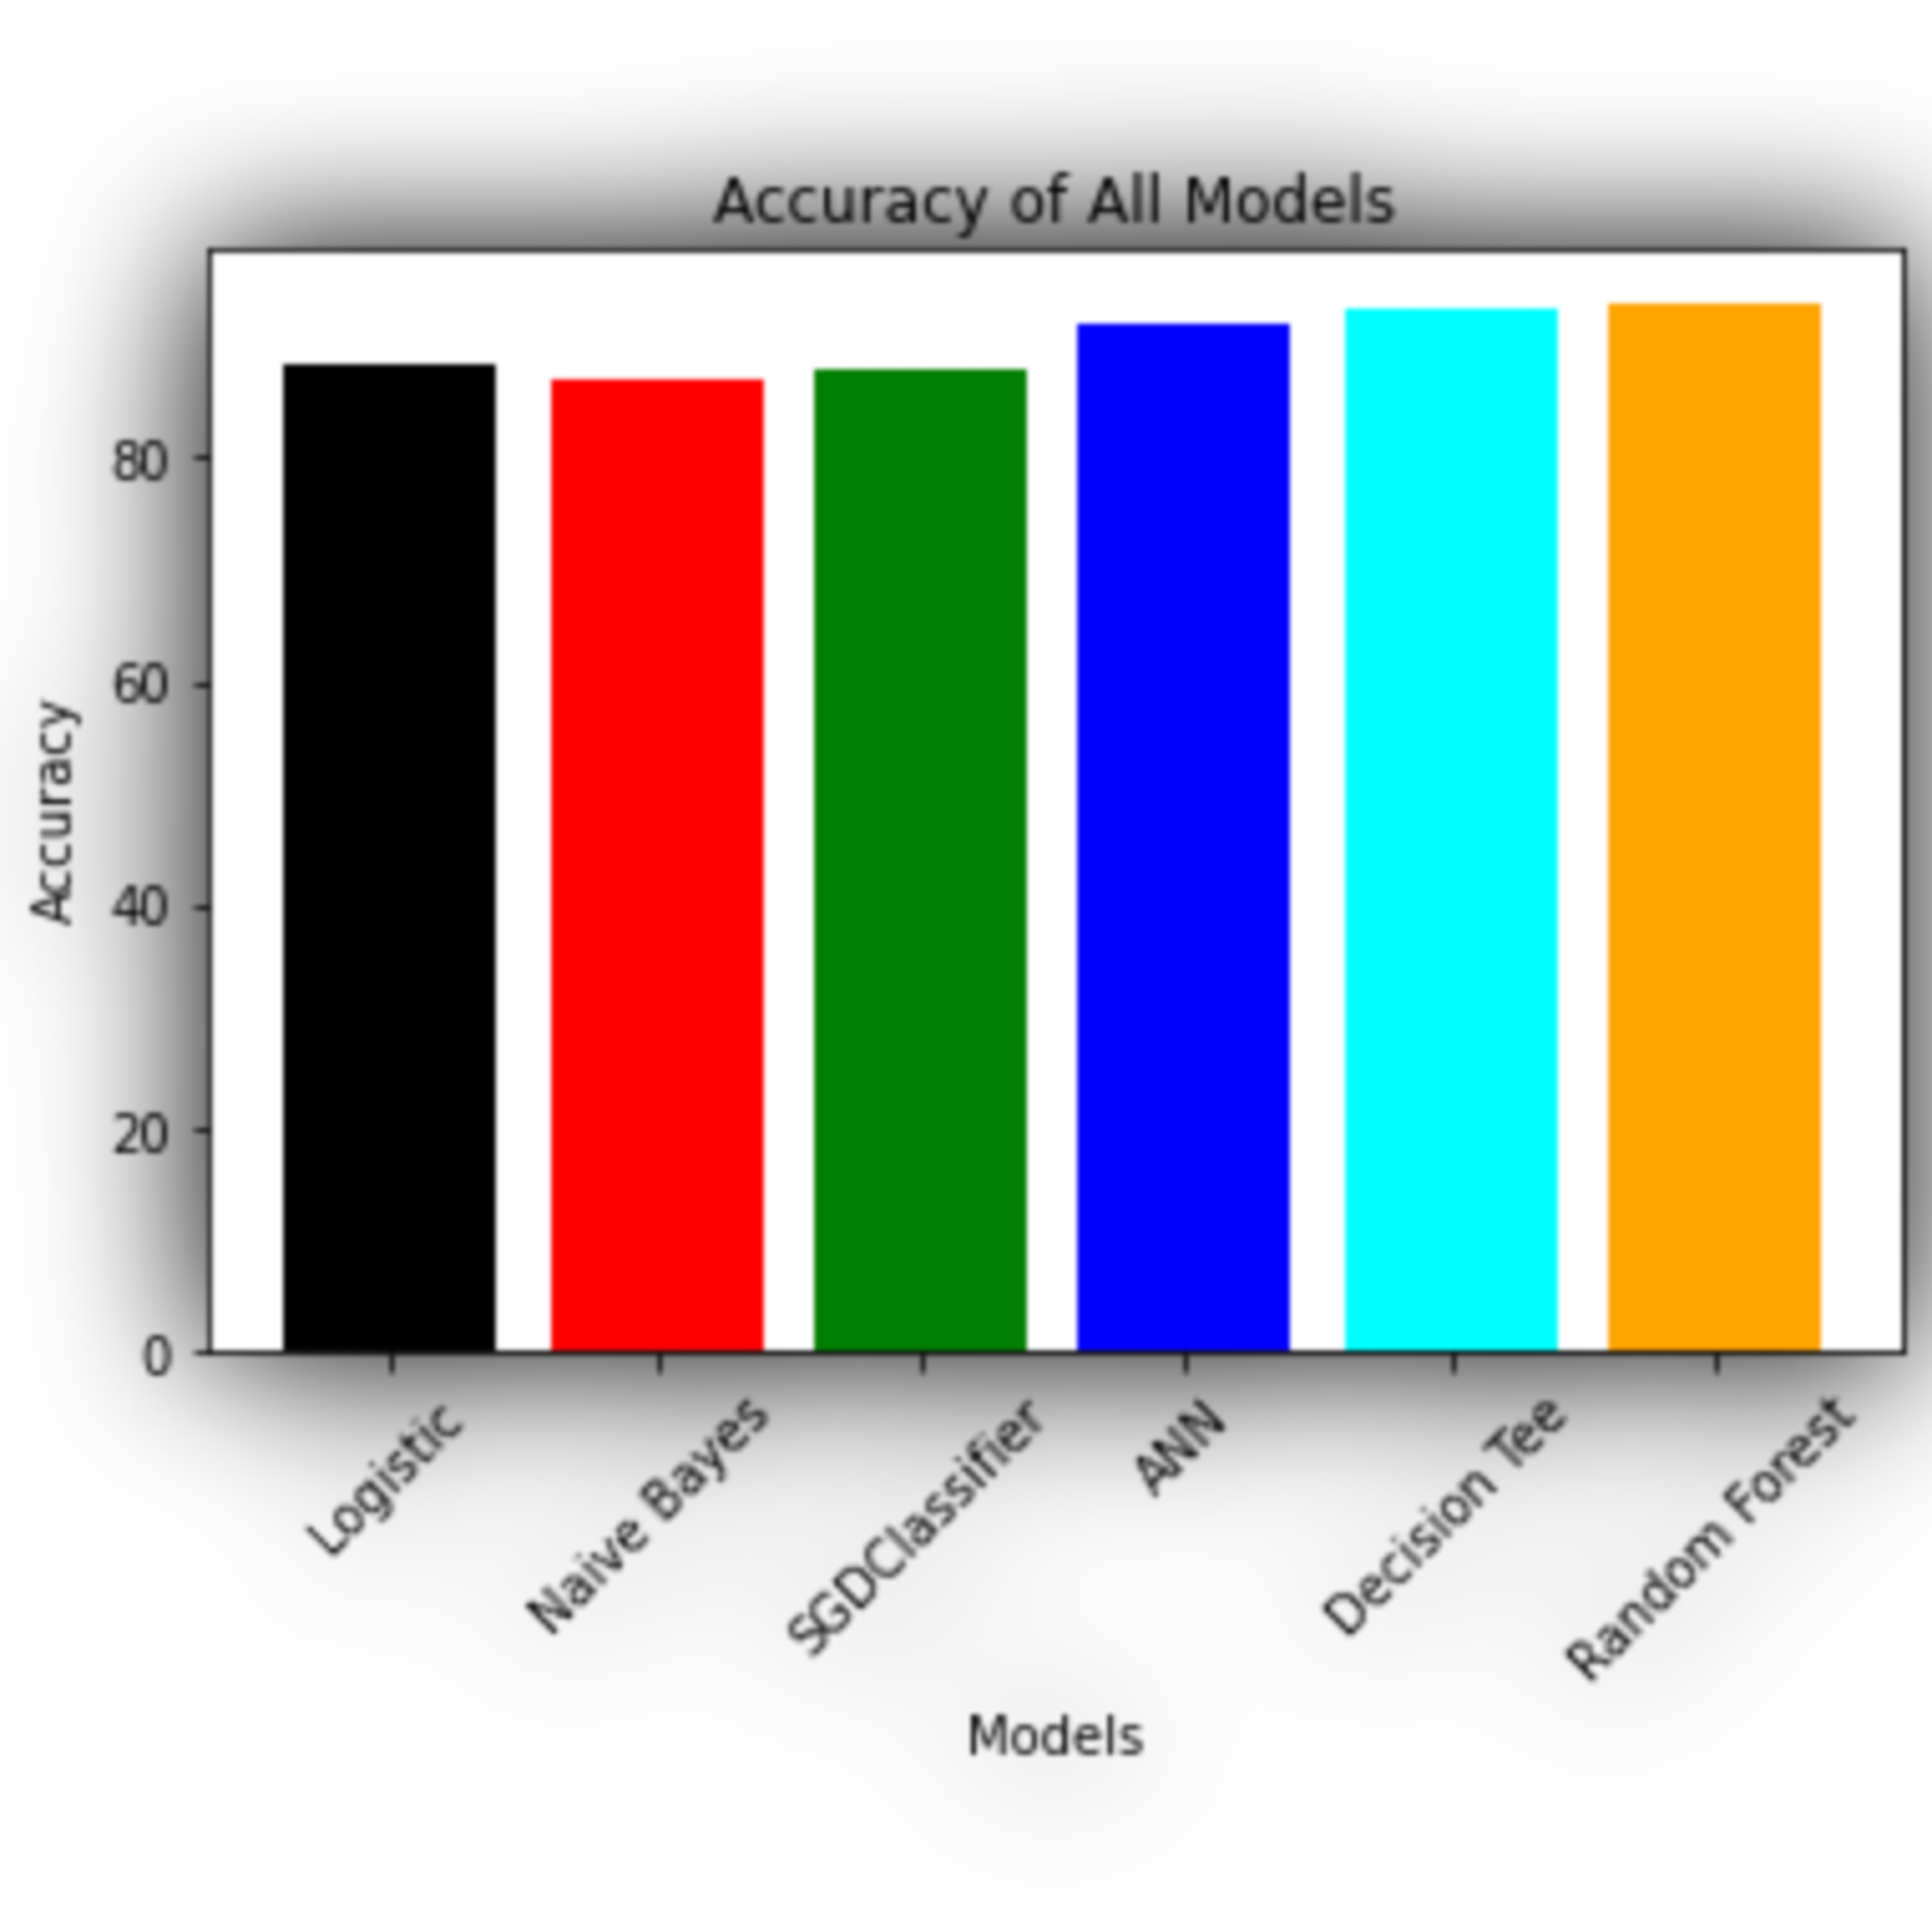 Accuracy of All Models
Accuracy
80
60
40
20
0
Logistic
Naive Bayes
SGDClassifier
ANN
Decision Tee
Random Forest
Models